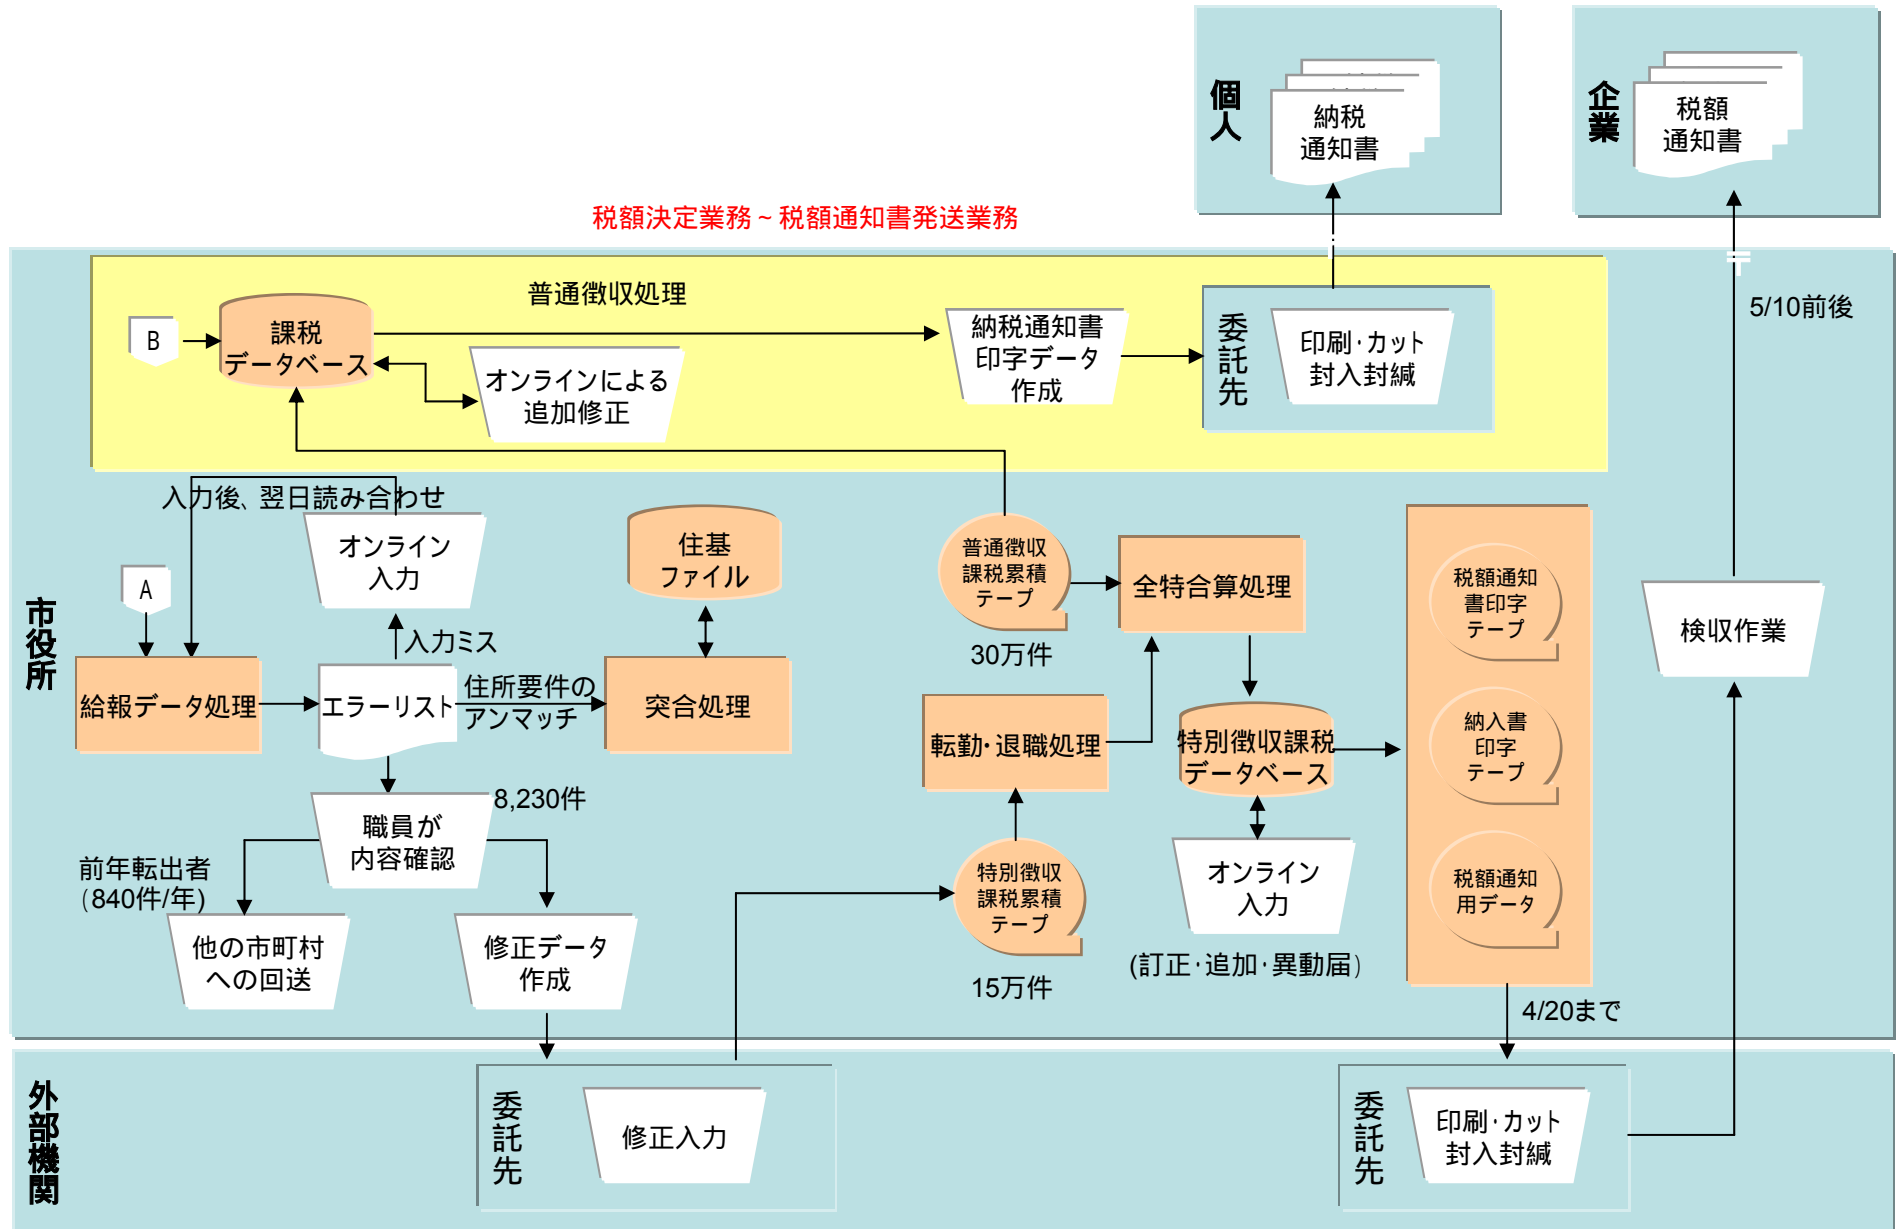 個人
納税
通知書
企業
税額
通知書
税額決定業務~税額通知書発送業務
〒
5/10前後
普通徴収処理
B
課税
データベース
オンラインによる
追加修正
納税通知書
印字データ
作成
委託先
印刷・カット
封入封緘
市役所
入力後、翌日読み合わせ
オンライン
入力
A
入力ミス
給報データ処理
エラーリスト
住所要件の
アンマッチ
住基
ファイル
突合処理
職員が
内容確認
8,230件
前年転出者
(840件/年)
他の市町村
への回送
修正データ
作成
普通徴収
課税累積
テープ
30万件
全特合算処理
転勤・退職処理
特別徴収課税
データベース
特別徴収
課税累積
テープ
15万件
オンライン
入力
(訂正・追加・異動届)
税額通知
書印字
テープ
納入書
印字
テープ
税額通知
用データ
4/20まで
検収作業
外部機関
委託先
修正入力
委託先
印刷・カット
封入封緘